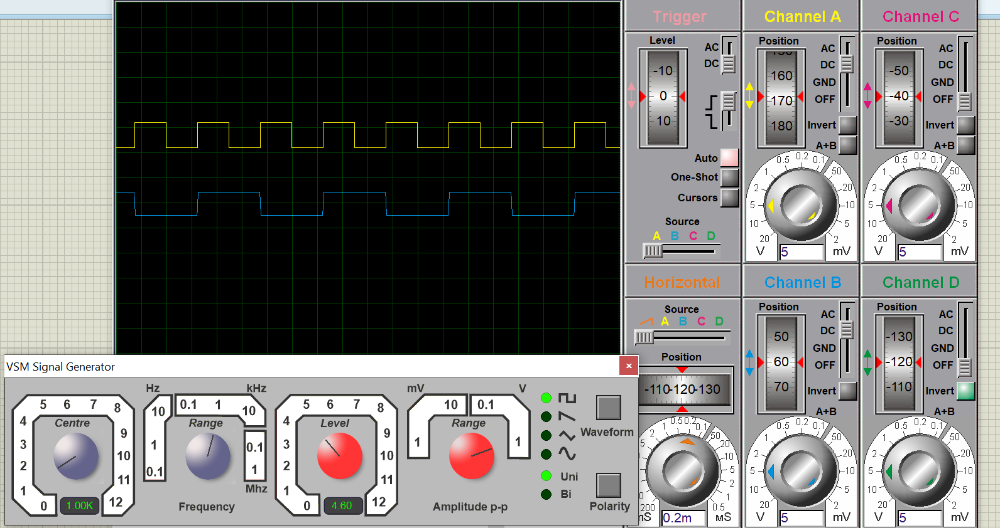 Trigger
Level
AC
DC
-10
0
10
Auto
One-Shot
Cursors
Source
A B C D
Channel A
Position
AC
DC
GND
OFF
160
170
180
Invert
A+B
0.5 0.2 0.1
1 50
2 20
5 10
10 5
20 2
V 5 mV
Channel C
Position
AC
DC
GND
OFF
-50
-40
-30
Invert
A+B
0.5 0.2 0.1
1 50
2 20
5 10
10 5
20 2
V 5 mV
Horizontal
Source
A B C D
Position
-110 -120 -130
0.5 0.2 0.1
1 50
2 20
10
5
2
1
200 0.5
mS 0.2m мS
Channel B
Position
AC
DC
GND
OFF
50
60
70
Invert
A+B
0.5 0.2 0.1
1 50
2 20
5 10
10 5
20 2
V 5 mV
Channel D
Position
AC
DC
GND
OFF
-130
-120
-110
Invert
A+B
0.5 0.2 0.1
1 50
2 20
5 10
10 5
20 2
V 5 mV
VSM Signal Generator
5 6 7
4 8
Centre
3 9
2 10
1 11
0 1.00K 12
Hz kHz
0.1 1 10
10
Range
1 0.1
0.1 1
Mhz
Frequency
5 6 7
4 8
Level
3 9
2 10
1 11
0 4.60 12
mV V
10 0.1
Range
1 1
Amplitude p-p
Waveform
Uni
Bi
Polarity